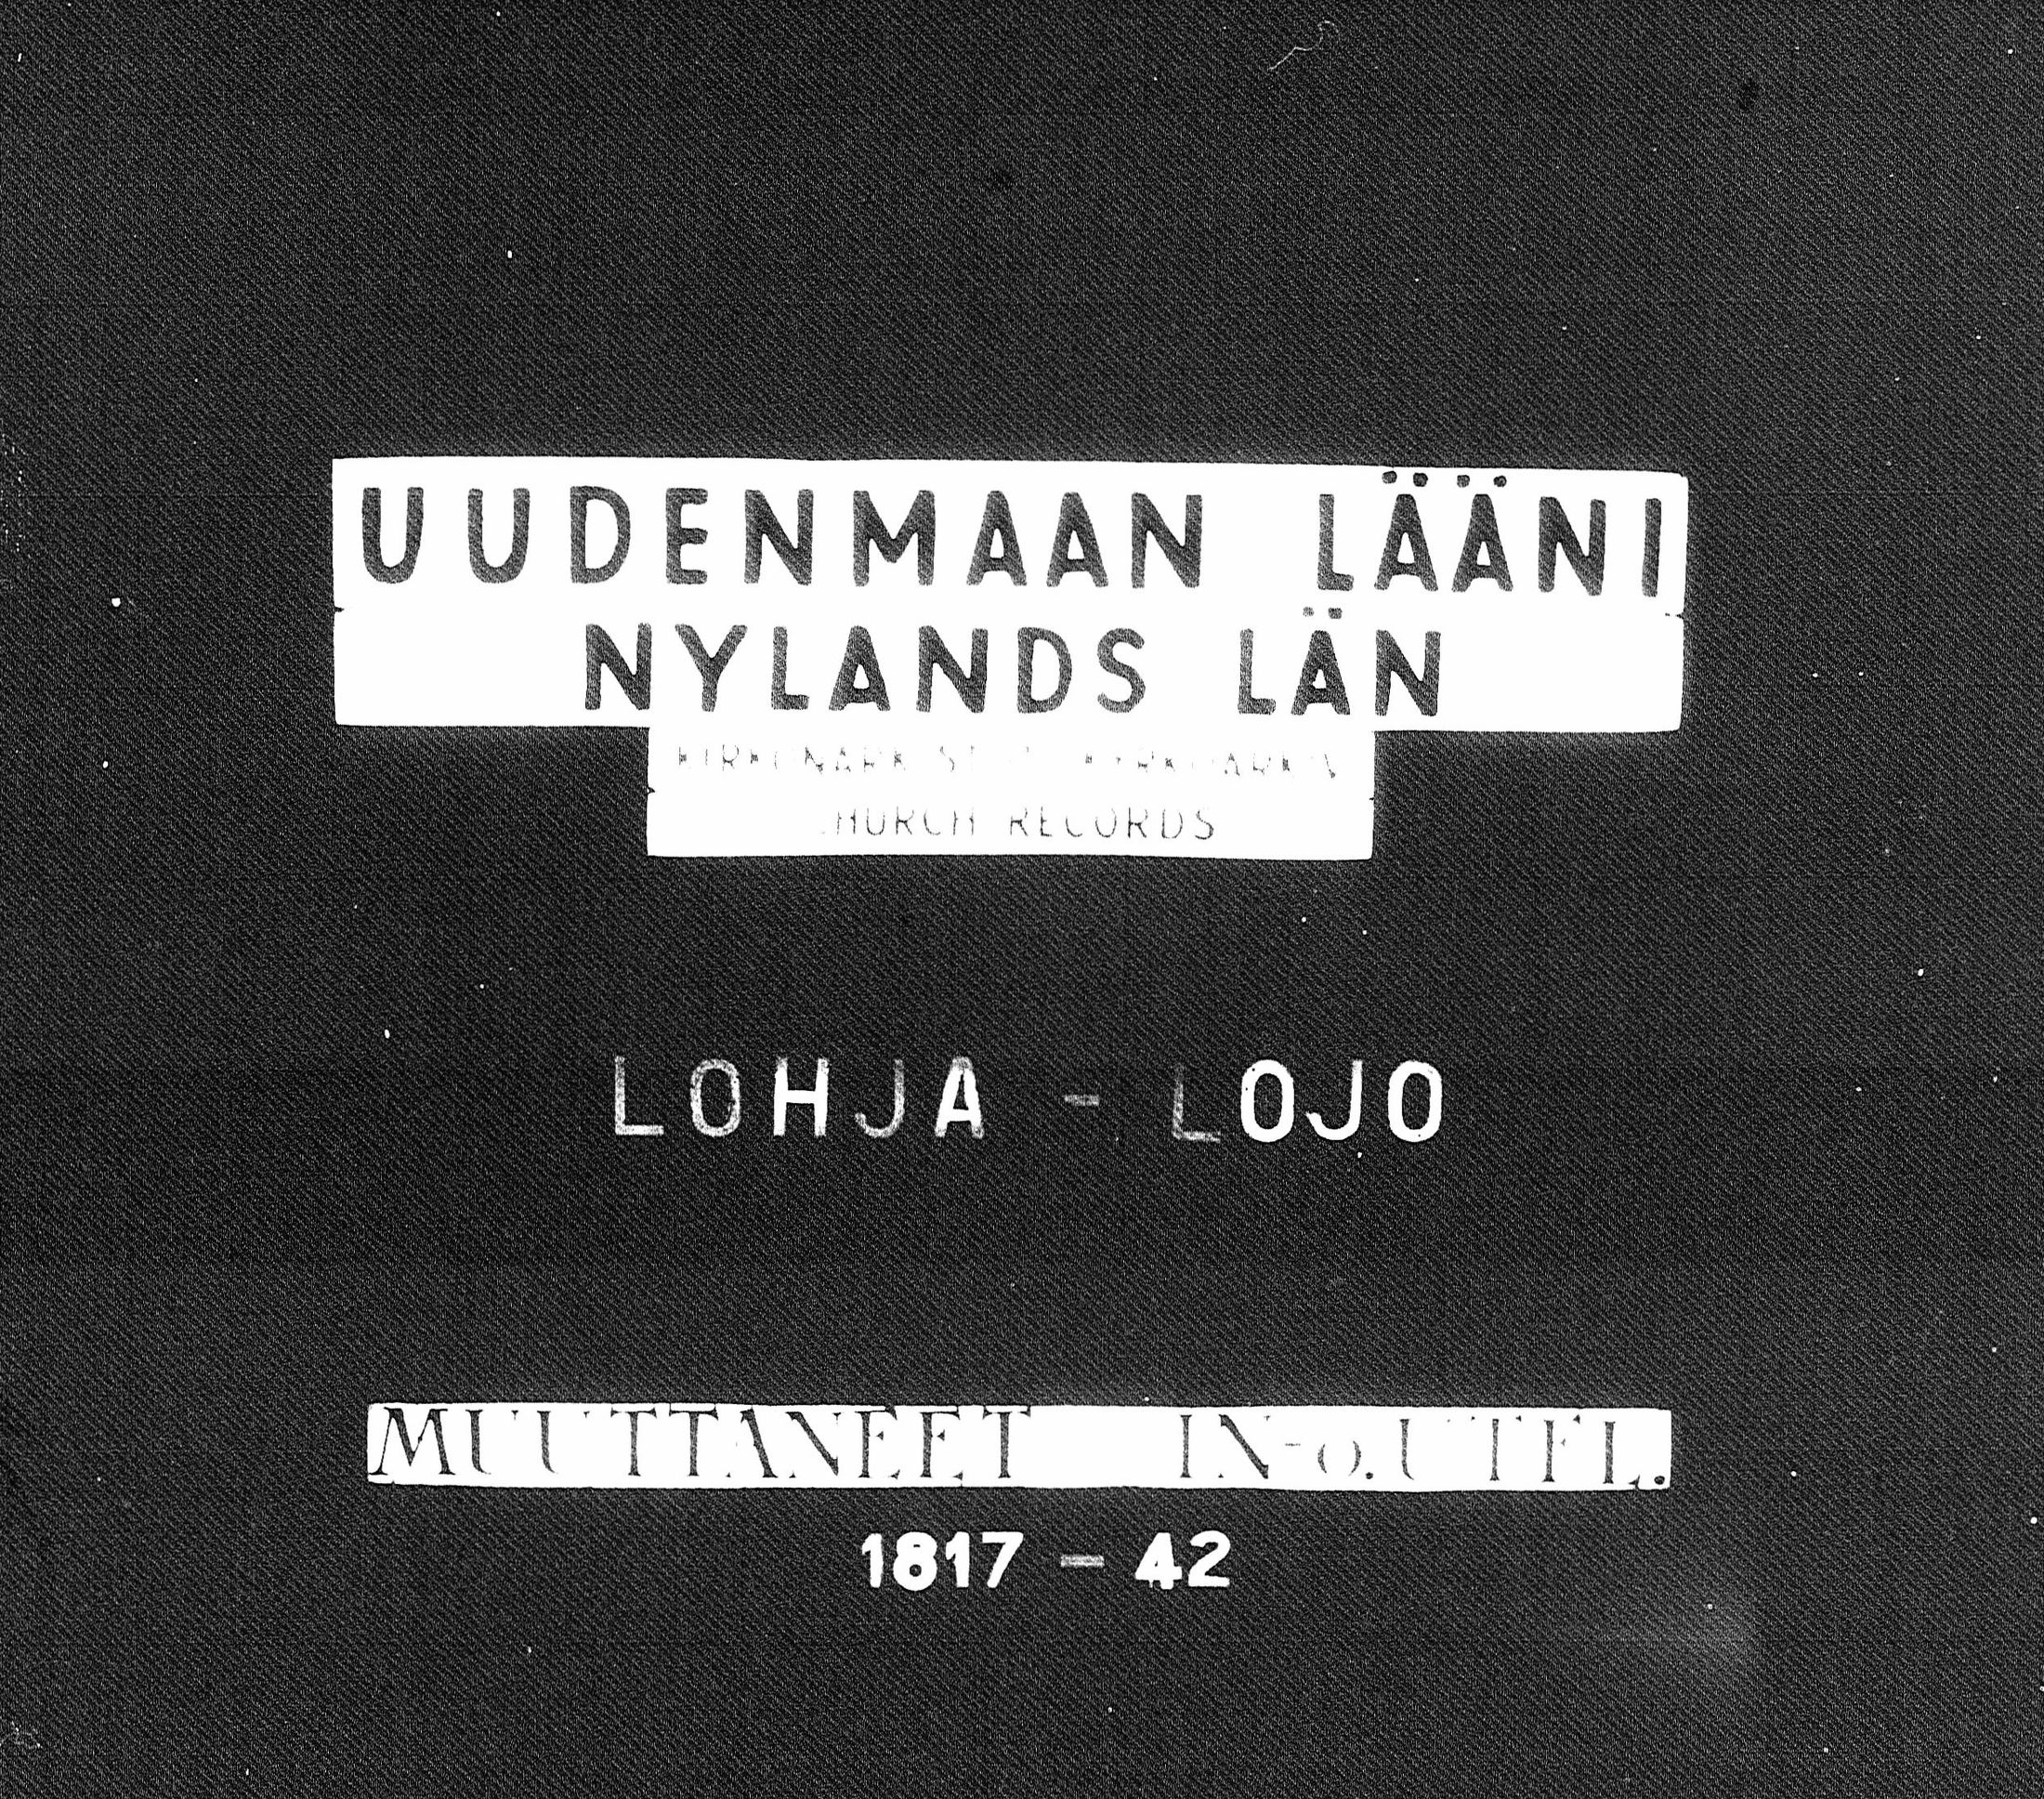 UUDENMAAN LÄÄNI
NYLANDS LÄN
CHURCH RECORDS
LOHJA - LOJO
MUUTTANEET IN-O.UTFL.
1817 - 42